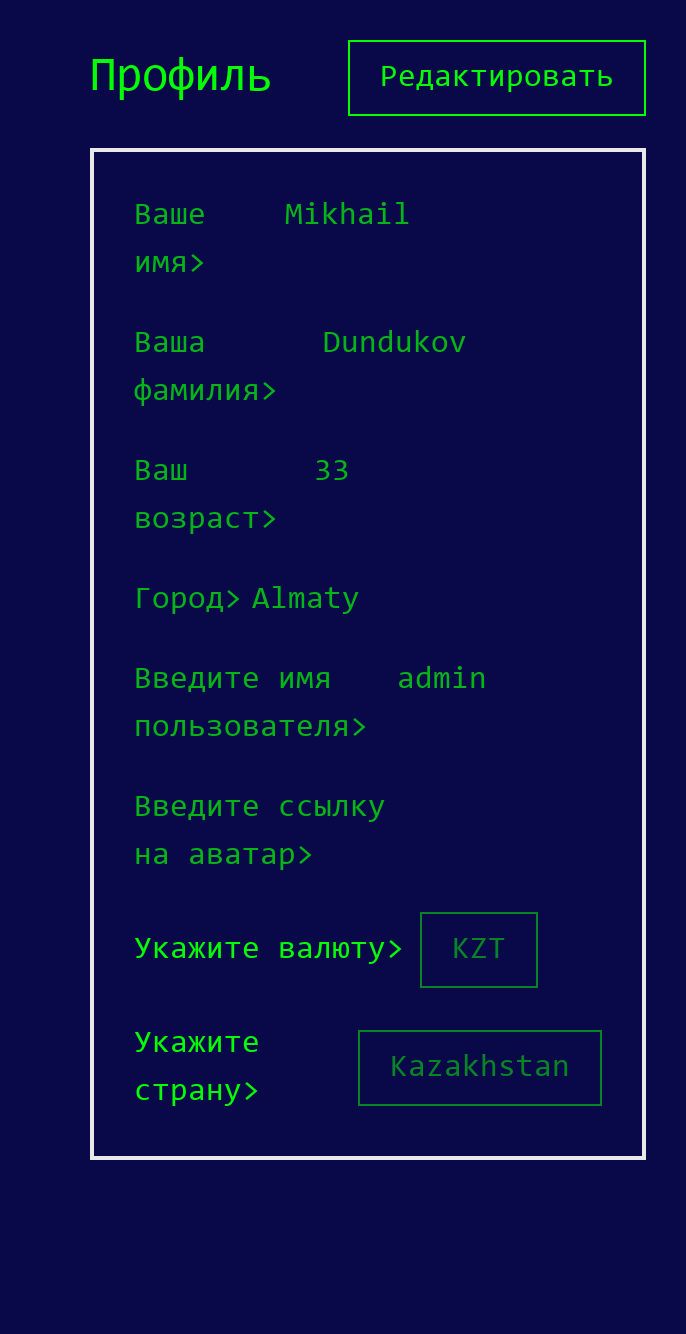 Профиль Редактировать
Ваше Mikhail
имя>
Ваша Dundukov
фамилия>
Ваш 33
возраст>
Город> Almaty
Введите имя admin
пользователя>
Введите ссылку
на аватар>
Укажите валюту> KZT
Укажите
страну> Kazakhstan